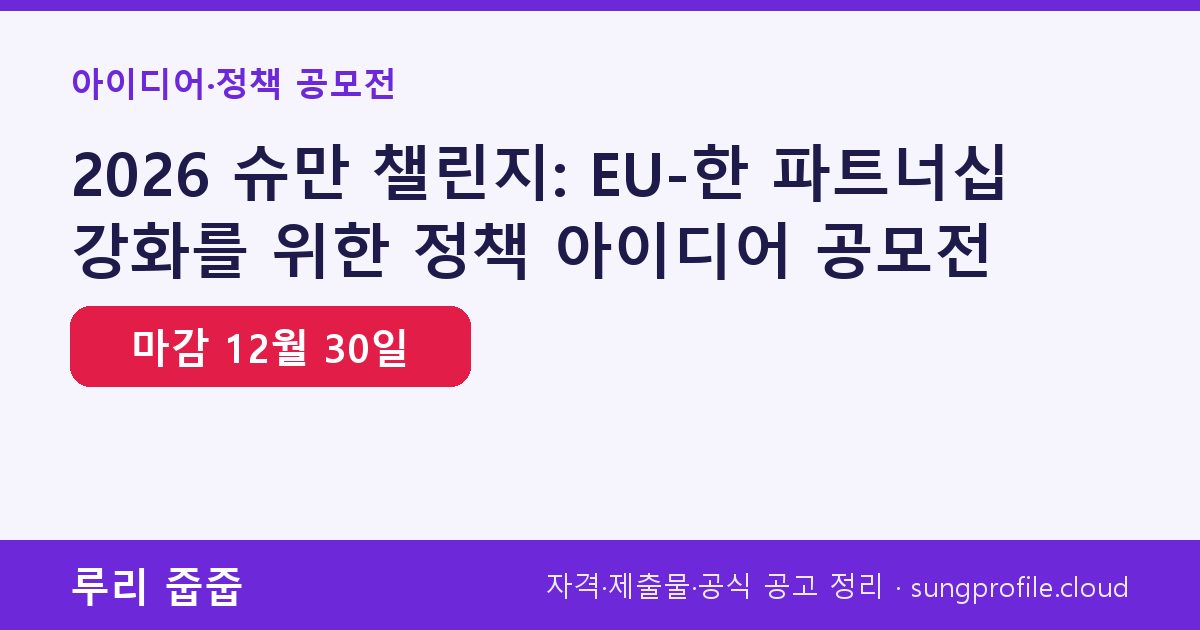 아이디어·정책 공모전
2026 슈만 챌린지: EU-한 파트너십
강화를 위한 정책 아이디어 공모전
마감 12월 30일
루리 줍줍
자격·제출물·공식 공고 정리 · sungprofile.cloud